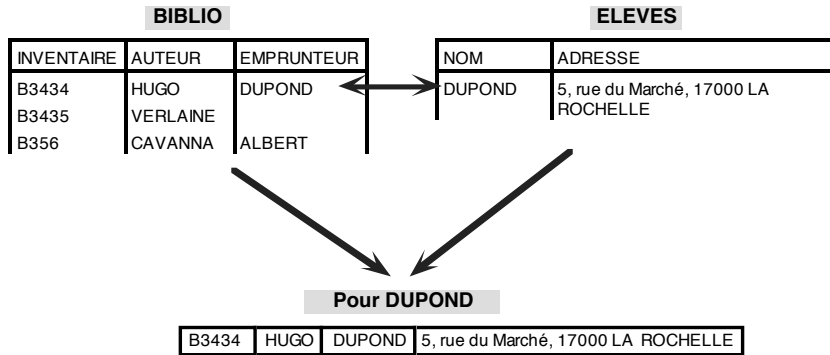 BIBLIO
INVENTAIRE AUTEUR EMPRUNTEUR
B3434 HUGO DUPOND
B3435 VERLAINE
B356 CAVANNA ALBERT
ELEVES
NOM ADRESSE
DUPOND 5, rue du Marché, 17000 LA
ROCHELLE
Pour DUPOND
B3434 HUGO DUPOND 5, rue du Marché, 17000 LA ROCHELLE